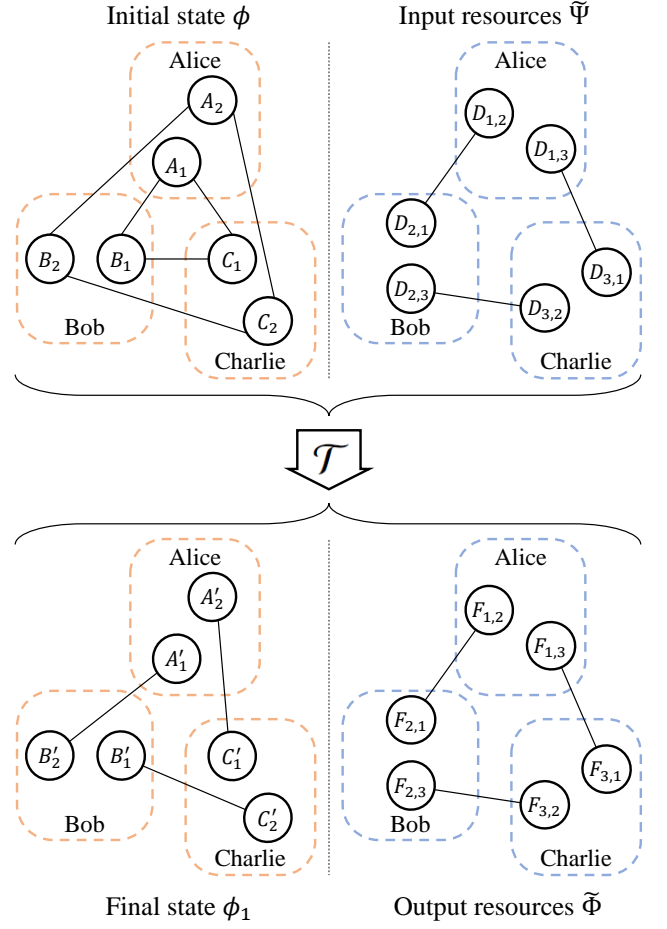 Initial state ϕ
Input resources Ψ̃
Alice
A₂
A₁
B₂
B₁
C₁
C₂
Bob
Charlie
Alice
D₁,₂
D₁,₃
D₂,₁
D₂,₃
D₃,₁
D₃,₂
Bob
Charlie
𝒯
Alice
A′₂
A′₁
B′₂
B′₁
C′₁
C′₂
Bob
Charlie
Alice
F₁,₂
F₁,₃
F₂,₁
F₂,₃
F₃,₁
F₃,₂
Bob
Charlie
Final state ϕ₁
Output resources Φ̃